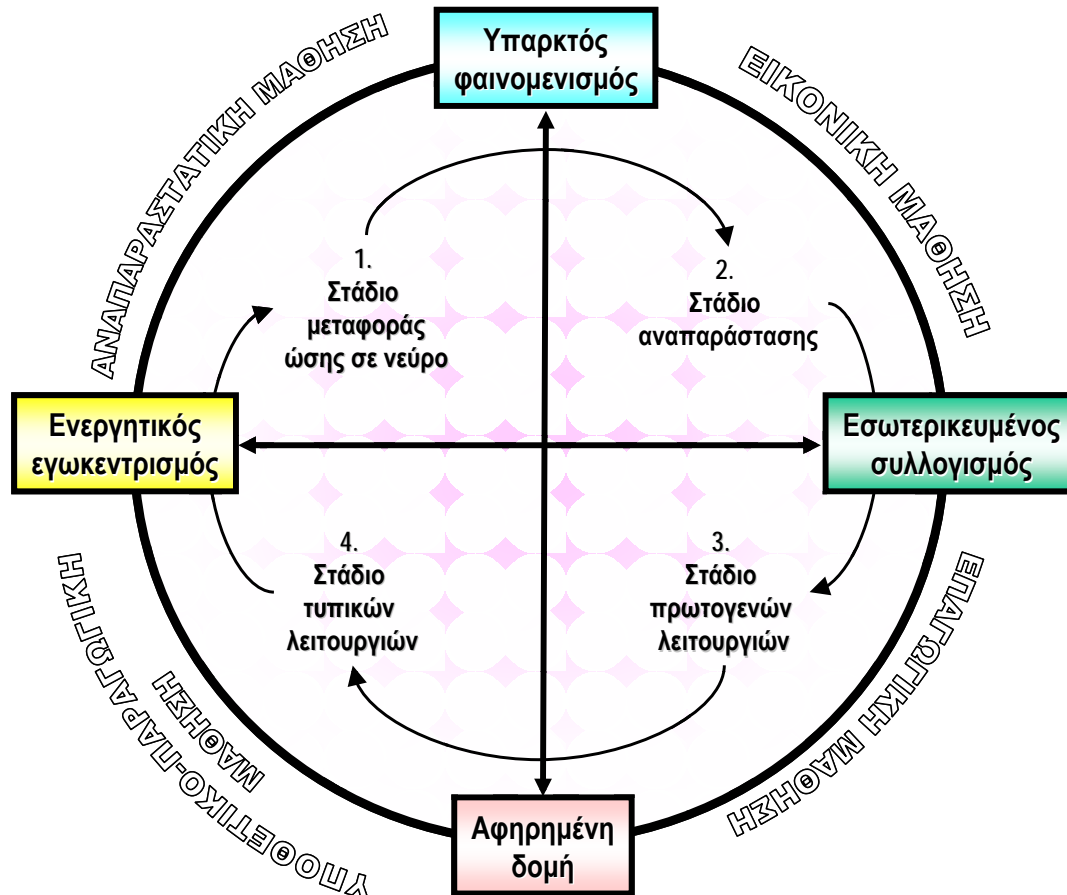 Υπαρκτός
φαινομενισμός
ΑΝΑΠΑΡΑΣΤΑΤΙΚΗ ΜΑΘΗΣΗ
ΕΙΚΟΝΙΚΗ ΜΑΘΗΣΗ
1.
Στάδιο
μεταφοράς
ώσης σε νεύρο
2.
Στάδιο
αναπαράστασης
Ενεργητικός
εγωκεντρισμός
Εσωτερικευμένος
συλλογισμός
4.
Στάδιο
τυπικών
λειτουργιών
3.
Στάδιο
πρωτογενών
λειτουργιών
ΥΠΟΘΕΤΙΚΟ-ΠΑΡΑΓΩΓΙΚΗ
ΜΑΘΗΣΗ
ΕΠΑΓΩΓΙΚΗ ΜΑΘΗΣΗ
Αφηρημένη
δομή